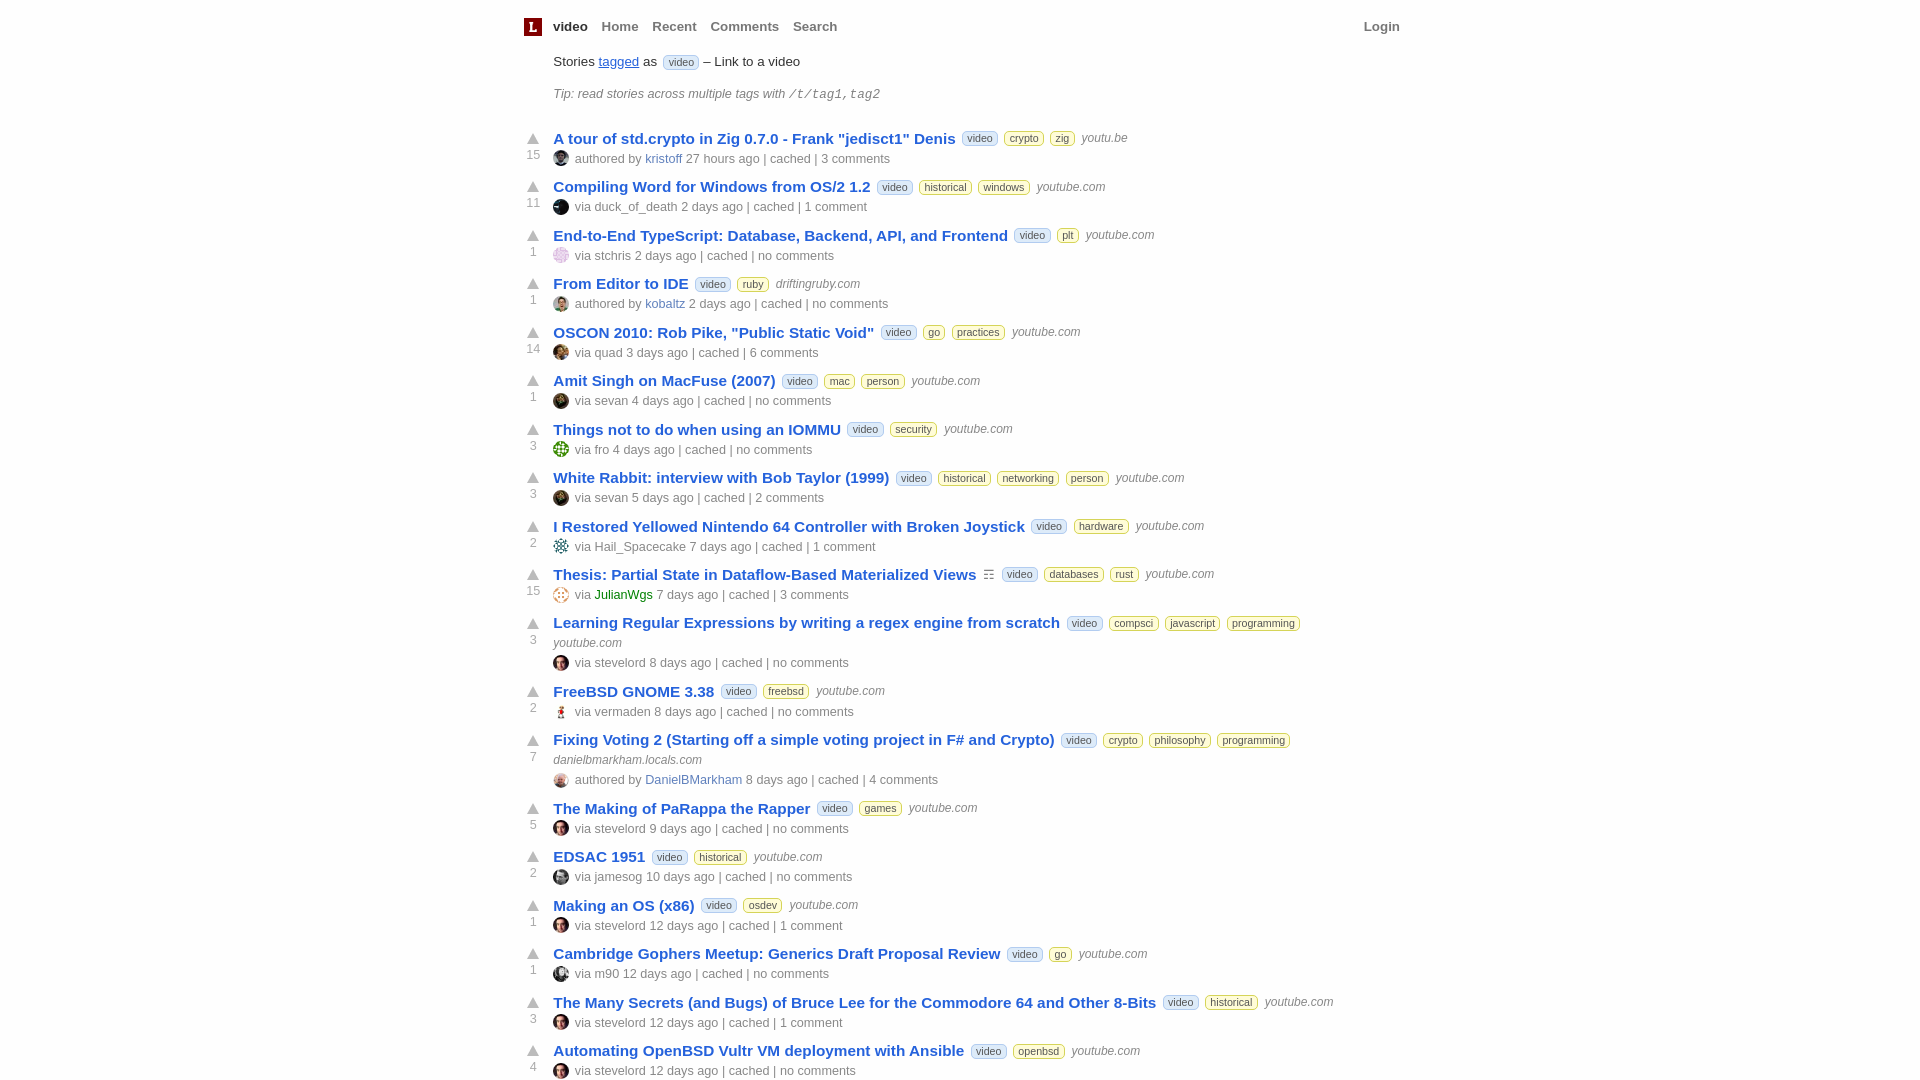 L video Home Recent Comments Search Login
Stories tagged as video – Link to a video
Tip: read stories across multiple tags with /t/tag1,tag2
A tour of std.crypto in Zig 0.7.0 - Frank "jedisct1" Denis video crypto zig youtu.be
15 authored by kristoff 27 hours ago | cached | 3 comments
Compiling Word for Windows from OS/2 1.2 video historical windows youtube.com
11 via duck_of_death 2 days ago | cached | 1 comment
End-to-End TypeScript: Database, Backend, API, and Frontend video plt youtube.com
1 via stchris 2 days ago | cached | no comments
From Editor to IDE video ruby driftingruby.com
1 authored by kobaltz 2 days ago | cached | no comments
OSCON 2010: Rob Pike, "Public Static Void" video go practices youtube.com
14 via quad 3 days ago | cached | 6 comments
Amit Singh on MacFuse (2007) video mac person youtube.com
1 via sevan 4 days ago | cached | no comments
Things not to do when using an IOMMU video security youtube.com
3 via fro 4 days ago | cached | no comments
White Rabbit: interview with Bob Taylor (1999) video historical networking person youtube.com
3 via sevan 5 days ago | cached | 2 comments
I Restored Yellowed Nintendo 64 Controller with Broken Joystick video hardware youtube.com
2 via Hail_Spacecake 7 days ago | cached | 1 comment
Thesis: Partial State in Dataflow-Based Materialized Views ☶ video databases rust youtube.com
15 via JulianWgs 7 days ago | cached | 3 comments
Learning Regular Expressions by writing a regex engine from scratch video compsci javascript programming
3 youtube.com
via stevelord 8 days ago | cached | no comments
FreeBSD GNOME 3.38 video freebsd youtube.com
2 via vermaden 8 days ago | cached | no comments
Fixing Voting 2 (Starting off a simple voting project in F# and Crypto) video crypto philosophy programming
7 danielbmarkham.locals.com
authored by DanielBMarkham 8 days ago | cached | 4 comments
The Making of PaRappa the Rapper video games youtube.com
5 via stevelord 9 days ago | cached | no comments
EDSAC 1951 video historical youtube.com
2 via jamesog 10 days ago | cached | no comments
Making an OS (x86) video osdev youtube.com
1 via stevelord 12 days ago | cached | 1 comment
Cambridge Gophers Meetup: Generics Draft Proposal Review video go youtube.com
1 via m90 12 days ago | cached | no comments
The Many Secrets (and Bugs) of Bruce Lee for the Commodore 64 and Other 8-Bits video historical youtube.com
3 via stevelord 12 days ago | cached | 1 comment
Automating OpenBSD Vultr VM deployment with Ansible video openbsd youtube.com
4 via stevelord 12 days ago | cached | no comments